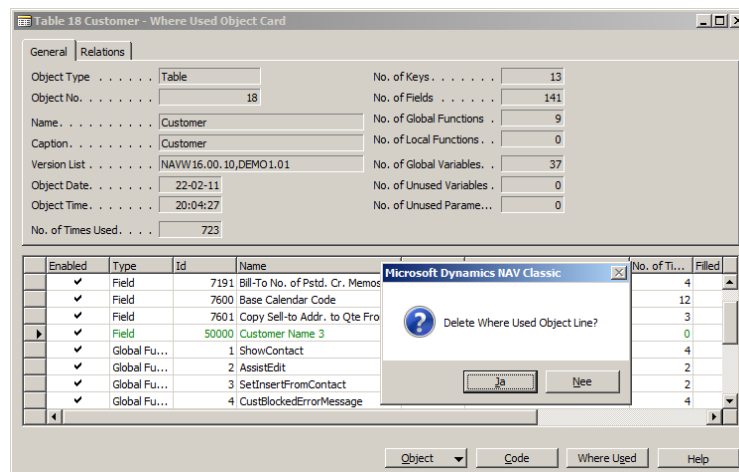 Table 18 Customer - Where Used Object Card
General Relations
Object Type . . . . . . Table No. of Keys. . . . . . . 13
Object No. . . . . . . . 18 No. of Fields . . . . . . 141
Name. . . . . . . . . . Customer No. of Global Functions . 9
Caption. . . . . . . . . Customer No. of Local Functions. . 0
Version List . . . . . . . NAVW16.00.10,DEMO1.01 No. of Global Variables. . 37
Object Date. . . . . . . 22-02-11 No. of Unused Variables . 0
Object Time. . . . . . . 20:04:27 No. of Unused Parame... 0
No. of Times Used. . . . 723
Enabled Type Id Name No. of Ti... Filled
Field 7191 Bill-To No. of Pstd. Cr. Memos 4
Field 7600 Base Calendar Code 12
Field 7601 Copy Sell-to Addr. to Qte Fro 3
Field 50000 Customer Name 3 0
Global Fu... 1 ShowContact 4
Global Fu... 2 AssistEdit 2
Global Fu... 3 SetInsertFromContact 2
Global Fu... 4 CustBlockedErrorMessage 4
Microsoft Dynamics NAV Classic
Delete Where Used Object Line?
Ja Nee
Object Code Where Used Help